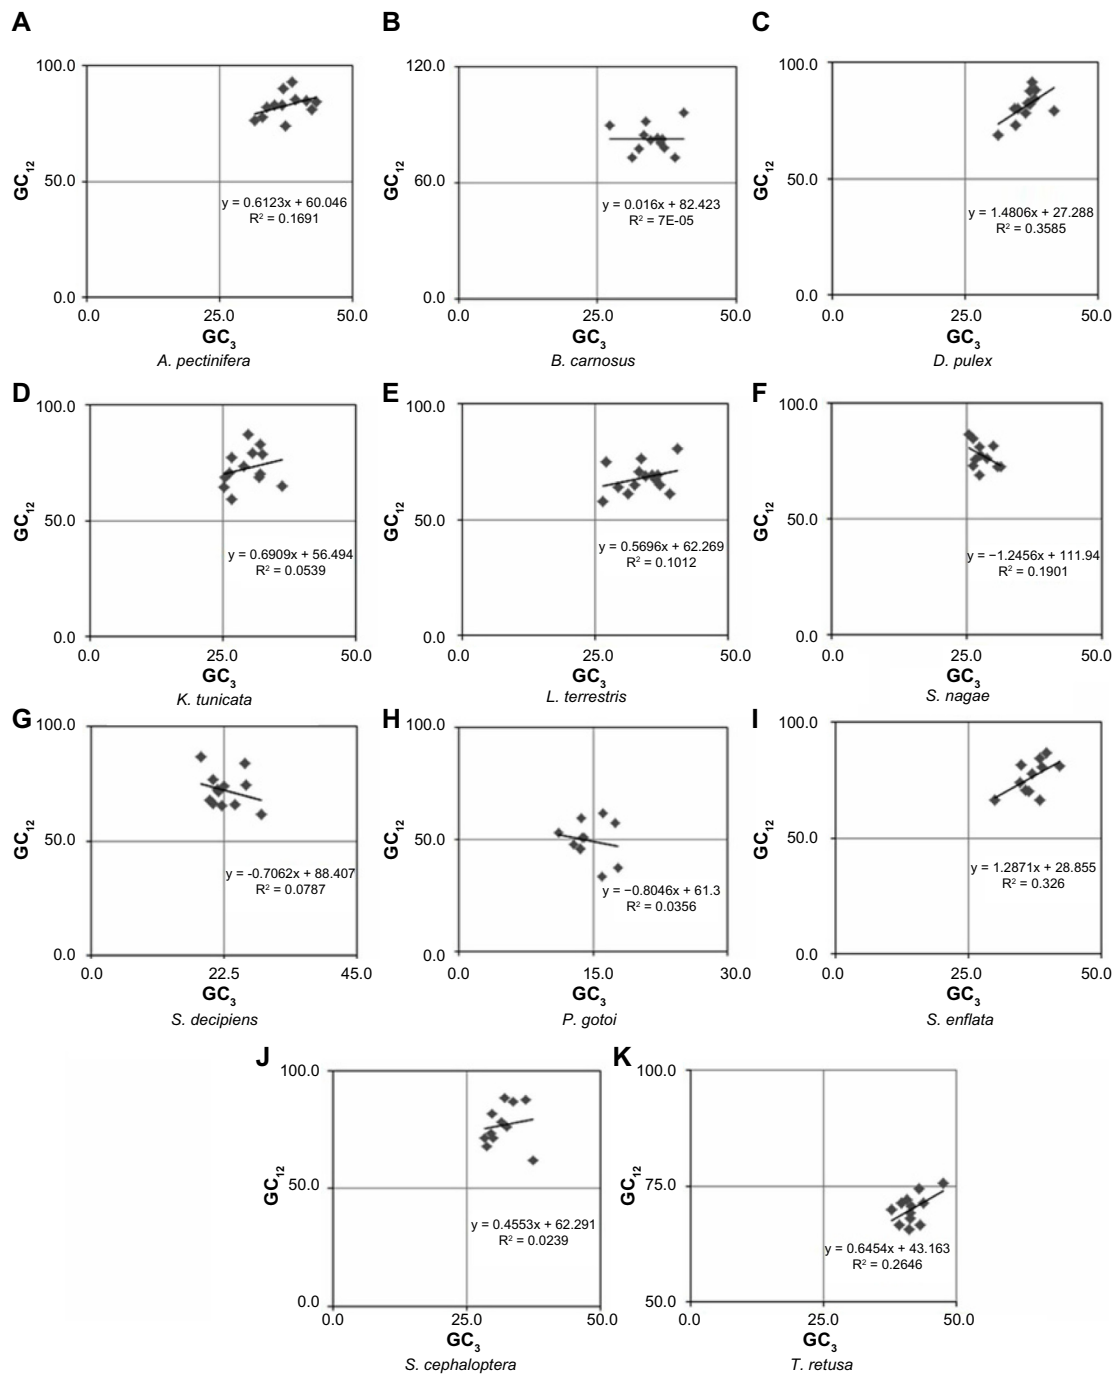 A
100.0
50.0
0.0
0.0 25.0 50.0
GC12
y = 0.6123x + 60.046
R2 = 0.1691
GC3
A. pectinifera
B
120.0
60.0
0.0
0.0 25.0 50.0
GC12
y = 0.016x + 82.423
R2 = 7E-05
GC3
B. carnosus
C
100.0
50.0
0.0
0.0 25.0 50.0
GC12
y = 1.4806x + 27.288
R2 = 0.3585
GC3
D. pulex
D
100.0
50.0
0.0
0.0 25.0 50.0
GC12
y = 0.6909x + 56.494
R2 = 0.0539
GC3
K. tunicata
E
100.0
50.0
0.0
0.0 25.0 50.0
GC12
y = 0.5696x + 62.269
R2 = 0.1012
GC3
L. terrestris
F
100.0
50.0
0.0
0.0 25.0 50.0
GC12
y = −1.2456x + 111.94
R2 = 0.1901
GC3
S. nagae
G
100.0
50.0
0.0
0.0 22.5 45.0
GC12
y = -0.7062x + 88.407
R2 = 0.0787
GC3
S. decipiens
H
100.0
50.0
0.0
0.0 15.0 30.0
GC12
y = −0.8046x + 61.3
R2 = 0.0356
GC3
P. gotoi
I
100.0
50.0
0.0
0.0 25.0 50.0
GC12
y = 1.2871x + 28.855
R2 = 0.326
GC3
S. enflata
J
100.0
50.0
0.0
0.0 25.0 50.0
GC12
y = 0.4553x + 62.291
R2 = 0.0239
GC3
S. cephaloptera
K
100.0
75.0
50.0
0.0 25.0 50.0
GC12
y = 0.6454x + 43.163
R2 = 0.2646
GC3
T. retusa